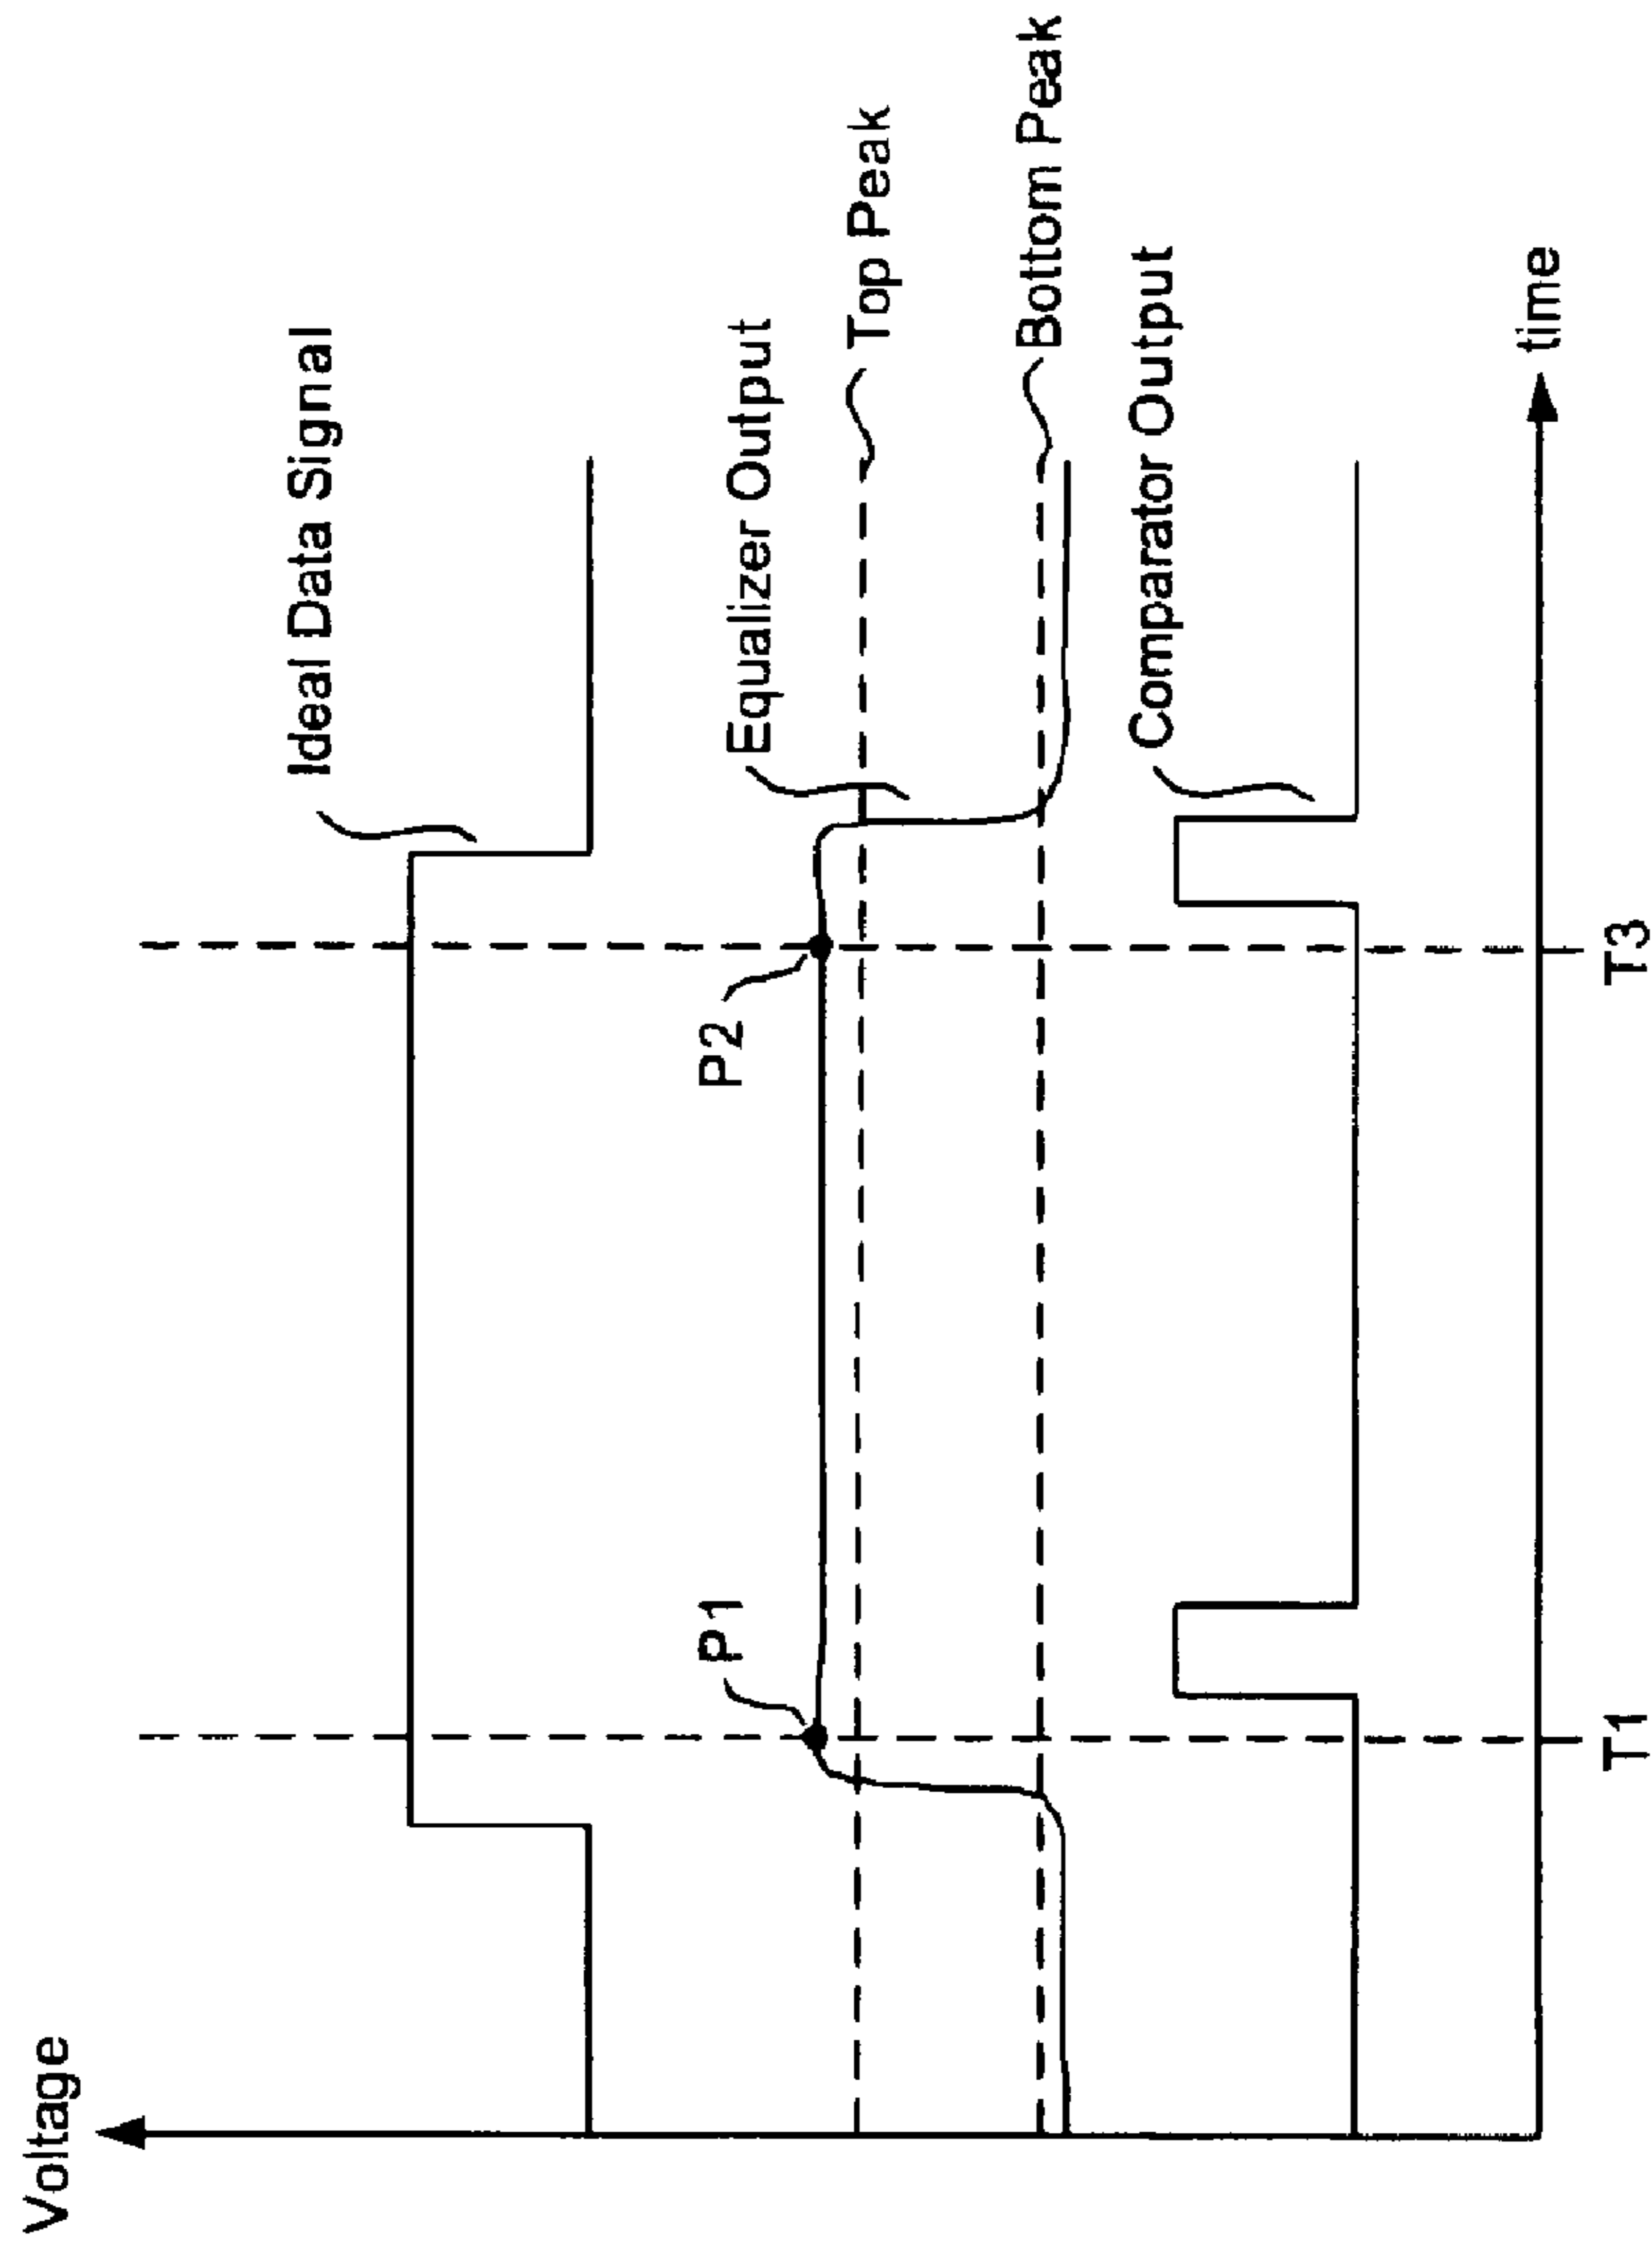 Voltage
Ideal Data Signal
P1
P2
Equalizer Output
Top Peak
Bottom Peak
Comparator Output
time
T1
T3